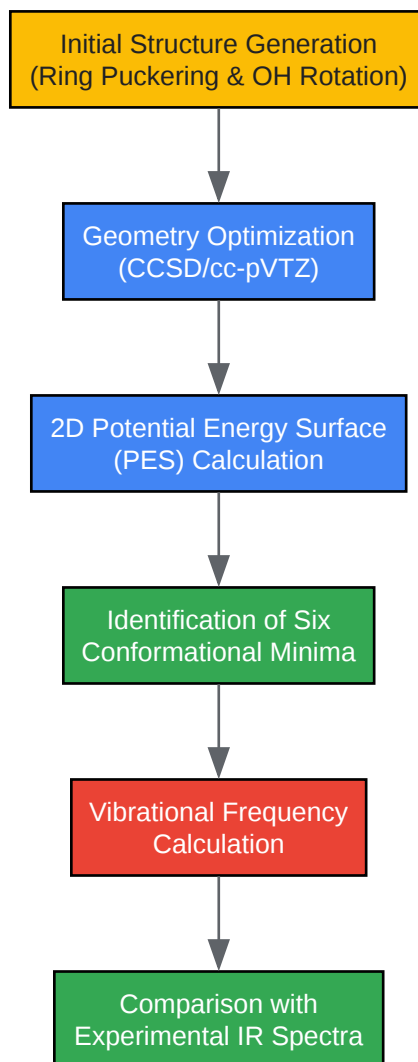 Initial Structure Generation
(Ring Puckering & OH Rotation)
Geometry Optimization
(CCSD/cc-pVTZ)
2D Potential Energy Surface
(PES) Calculation
Identification of Six
Conformational Minima
Vibrational Frequency
Calculation
Comparison with
Experimental IR Spectra